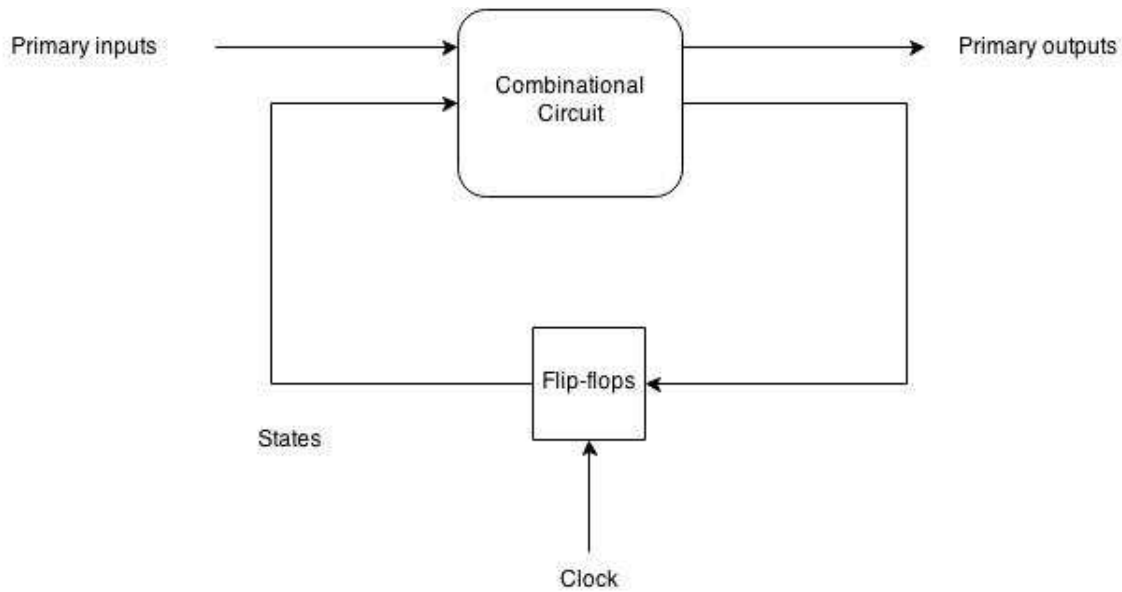 Primary inputs
Primary outputs
Combinational
Circuit
Flip-flops
States
Clock